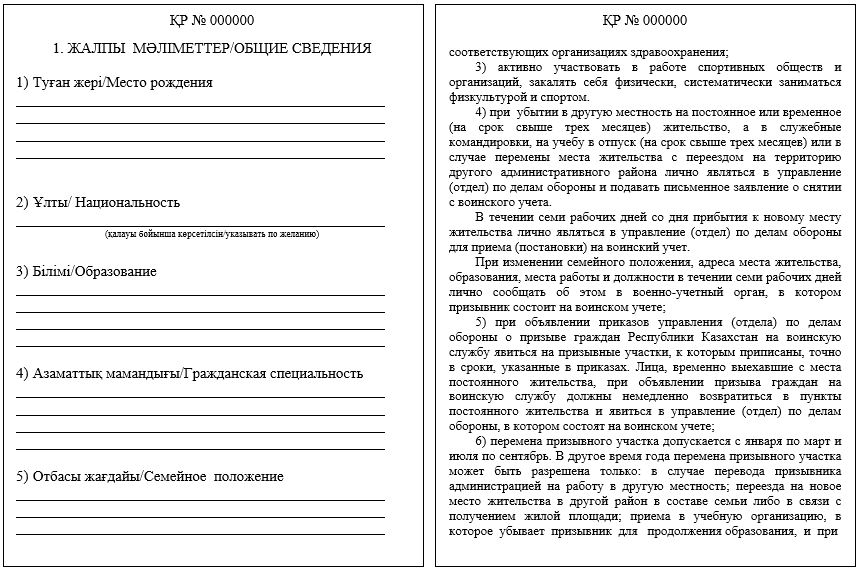 ҚР № 000000
1. ЖАЛПЫ МӘЛІМЕТТЕР/ОБЩИЕ СВЕДЕНИЯ
1) Туған жері/Место рождения
2) Ұлты/ Национальность
(қалауы бойынша көрсетілсін/указывать по желанию)
3) Білімі/Образование
4) Азаматтық мамандығы/Гражданская специальность
5) Отбасы жағдайы/Семейное положение
ҚР № 000000
соответствующих организациях здравоохранения;
3) активно участвовать в работе спортивных обществ и
организаций, закалять себя физически, систематически заниматься
физкультурой и спортом.
4) при убытии в другую местность на постоянное или временное
(на срок свыше трех месяцев) жительство, а в служебные
командировки, на учебу в отпуск (на срок свыше трех месяцев) или в
случае перемены места жительства с переездом на территорию
другого административного района лично являться в управление
(отдел) по делам обороны и подавать письменное заявление о снятии
с воинского учета.
В течении семи рабочих дней со дня прибытия к новому месту
жительства лично являться в управление (отдел) по делам обороны
для приема (постановки) на воинский учет.
При изменении семейного положения, адреса места жительства,
образования, места работы и должности в течении семи рабочих дней
лично сообщать об этом в военно-учетный орган, в котором
призывник состоит на воинском учете;
5) при объявлении приказов управления (отдела) по делам
обороны о призыве граждан Республики Казахстан на воинскую
службу явиться на призывные участки, к которым приписаны, точно
в сроки, указанные в приказах. Лица, временно выехавшие с места
постоянного жительства, при объявлении призыва граждан на
воинскую службу должны немедленно возвратиться в пункты
постоянного жительства и явиться в управление (отдел) по делам
обороны, в котором состоят на воинском учете;
6) перемена призывного участка допускается с января по март и
июля по сентябрь. В другое время года перемена призывного участка
может быть разрешена только: в случае перевода призывника
администрацией на работу в другую местность; переезда на новое
место жительства в другой район в составе семьи либо в связи с
получением жилой площади; приема в учебную организацию, в
которое убывает призывник для продолжения образования, и при